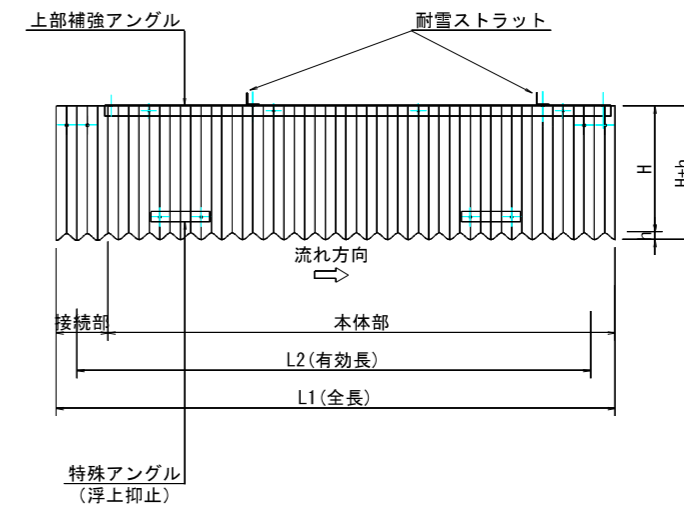 上部補強アングル
耐雪ストラット
H
H+h
h
流れ方向
接続部
本体部
L2(有効長)
L1(全長)
特殊アングル
(浮上抑止)